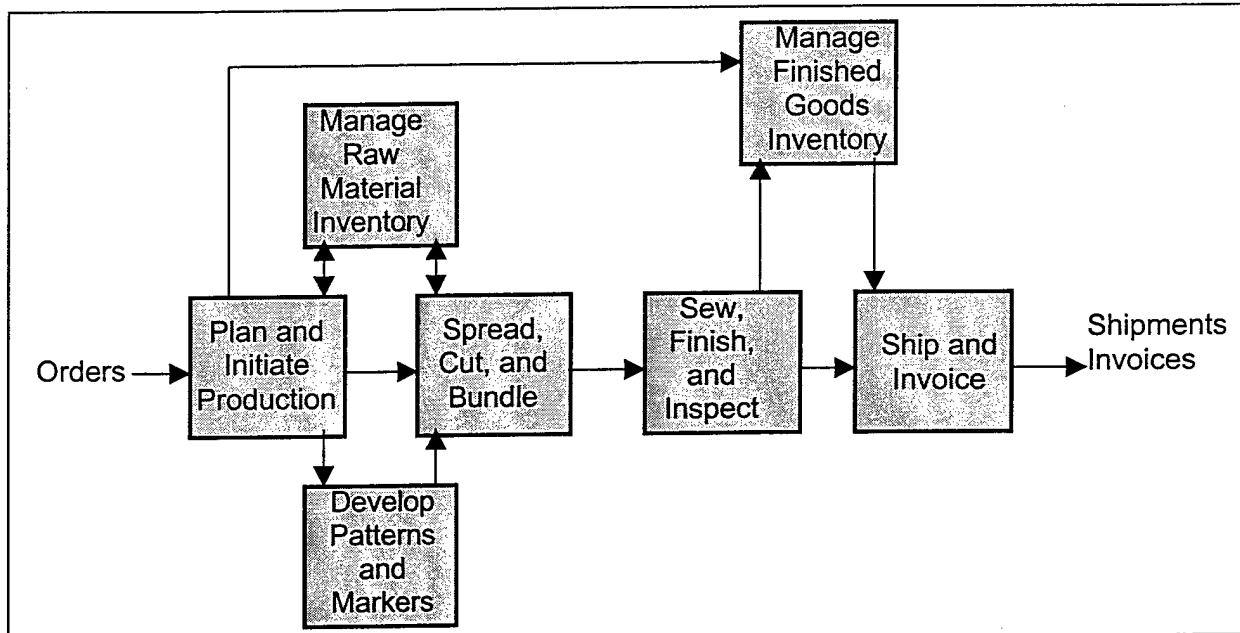 Manage
Finished
Goods
Inventory
Manage
Raw
Material
Inventory
Orders
Plan and
Initiate
Production
Spread,
Cut, and
Bundle
Sew,
Finish,
and
Inspect
Ship and
Invoice
Shipments
Invoices
Develop
Patterns
and
Markers